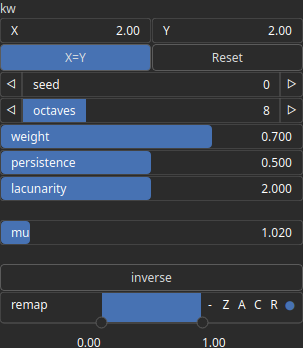 kw
X 2.00 Y 2.00
X=Y Reset
seed 0
octaves 8
weight 0.700
persistence 0.500
lacunarity 2.000
mu 1.020
inverse
remap - Z A C R
0.00 1.00